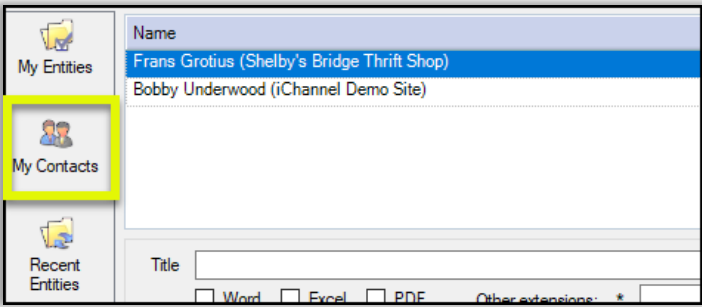 My Entities
My Contacts
Recent
Entities
Name
Frans Grotius (Shelby's Bridge Thrift Shop)
Bobby Underwood (iChannel Demo Site)
Title
Word Excel PDF Other extensions: *